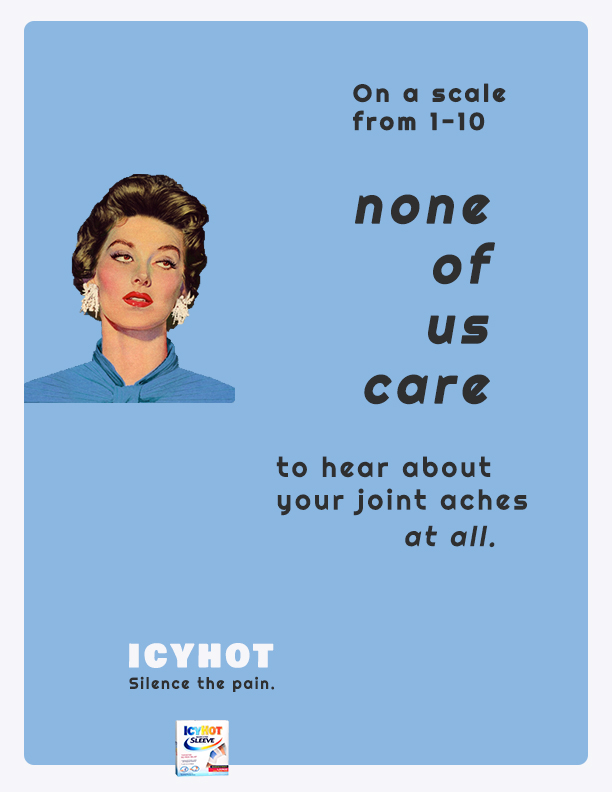 On a scale
from 1-10
none
of
us
care
to hear about
your joint aches
at all.
ICYHOT
Silence the pain.
ICYHOT
SLEEVE